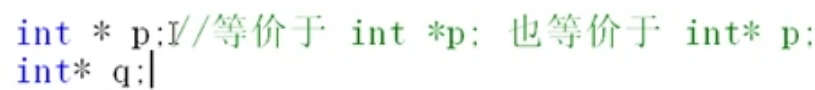 int * p;//等价于 int *p; 也等价于 int* p;
int* q;